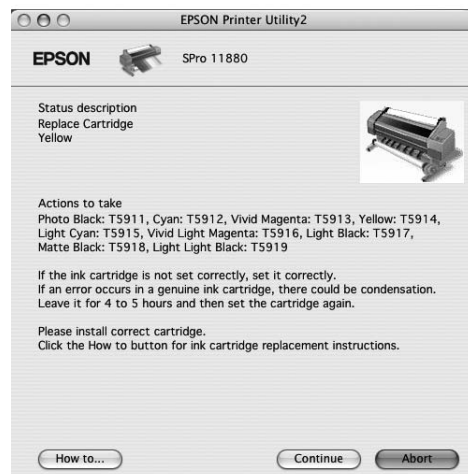 EPSON Printer Utility2
EPSON
SPro 11880
Status description
Replace Cartridge
Yellow
Actions to take
Photo Black: T5911, Cyan: T5912, Vivid Magenta: T5913, Yellow: T5914,
Light Cyan: T5915, Vivid Light Magenta: T5916, Light Black: T5917,
Matte Black: T5918, Light Light Black: T5919
If the ink cartridge is not set correctly, set it correctly.
If an error occurs in a genuine ink cartridge, there could be condensation.
Leave it for 4 to 5 hours and then set the cartridge again.
Please install correct cartridge.
Click the How to button for ink cartridge replacement instructions.
How to...
Continue
Abort